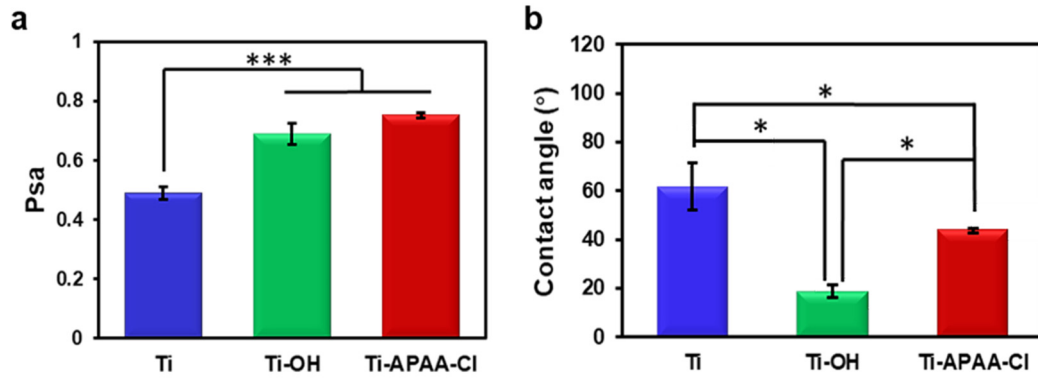 a
1
0.8
0.6
0.4
0.2
0
Psa
***
Ti
Ti-OH
Ti-APAA-Cl
b
120
100
80
60
40
20
0
Contact angle (°)
*
*
*
Ti
Ti-OH
Ti-APAA-Cl